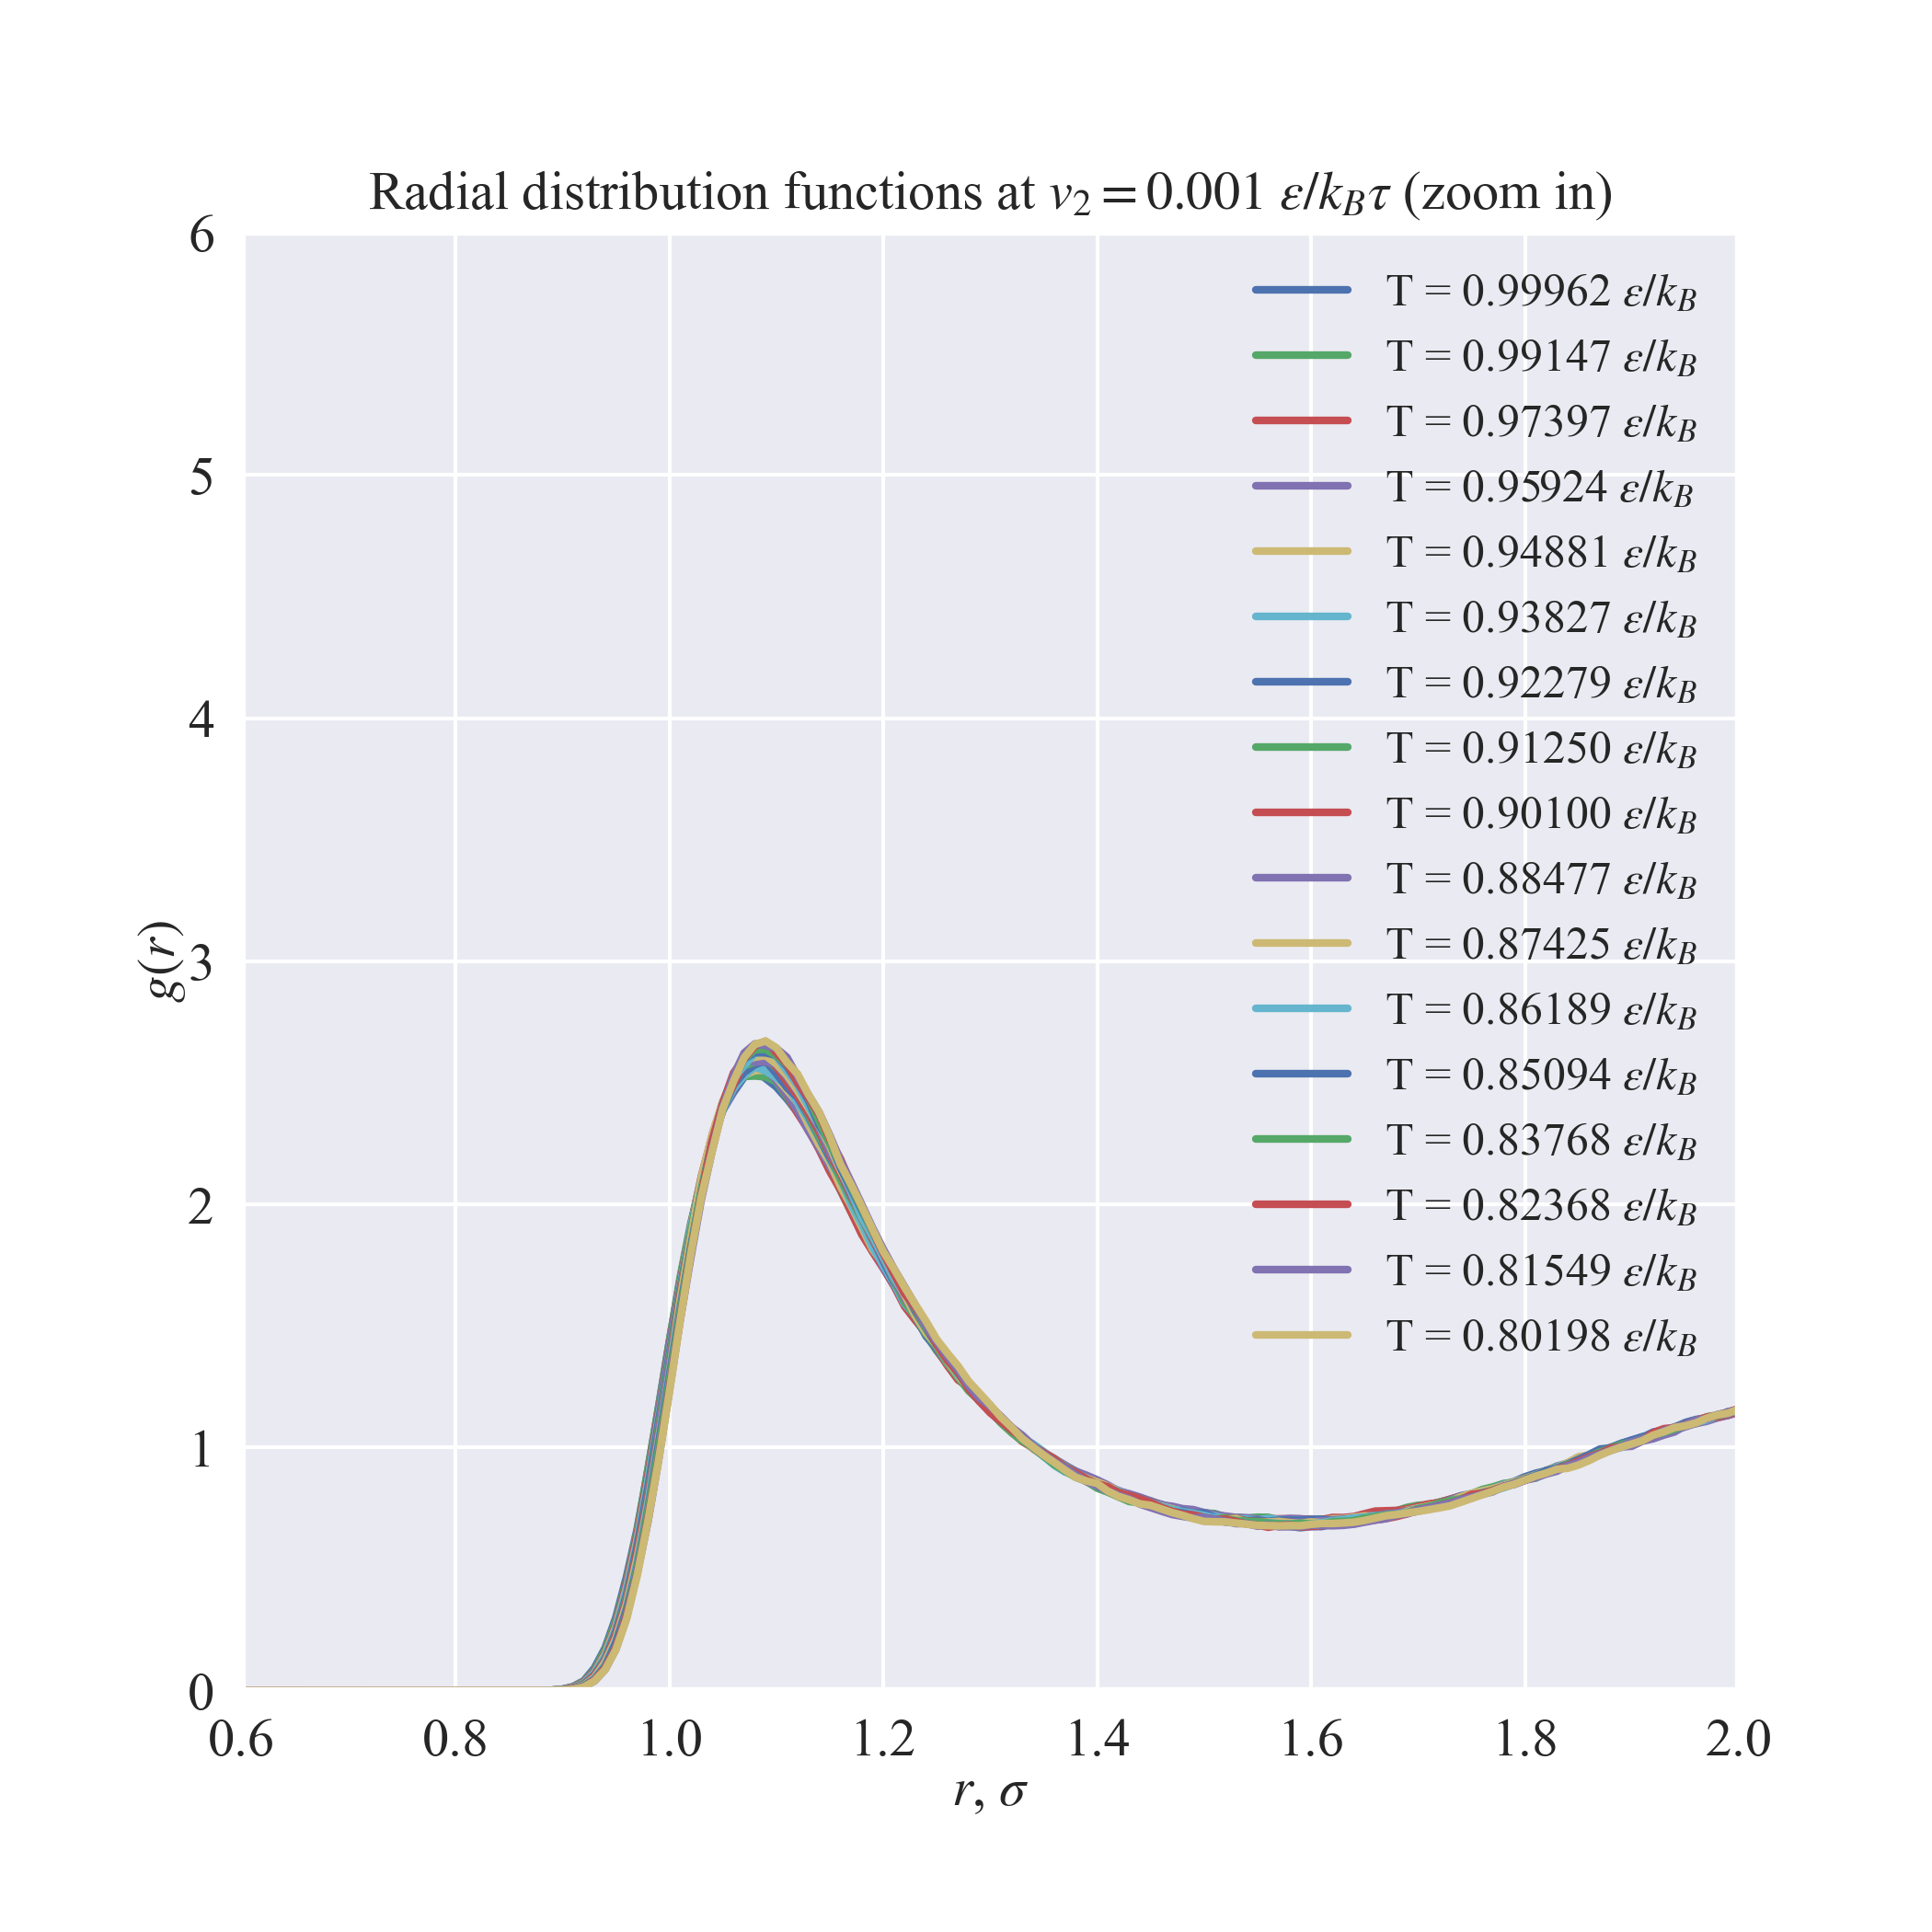 Radial distribution functions at v₂ = 0.001 ε/k_Bτ (zoom in)
6
5
4
3
2
1
0
g(r)
T = 0.99962 ε/k_B
T = 0.99147 ε/k_B
T = 0.97397 ε/k_B
T = 0.95924 ε/k_B
T = 0.94881 ε/k_B
T = 0.93827 ε/k_B
T = 0.92279 ε/k_B
T = 0.91250 ε/k_B
T = 0.90100 ε/k_B
T = 0.88477 ε/k_B
T = 0.87425 ε/k_B
T = 0.86189 ε/k_B
T = 0.85094 ε/k_B
T = 0.83768 ε/k_B
T = 0.82368 ε/k_B
T = 0.81549 ε/k_B
T = 0.80198 ε/k_B
0.6 0.8 1.0 1.2 1.4 1.6 1.8 2.0
r, σ